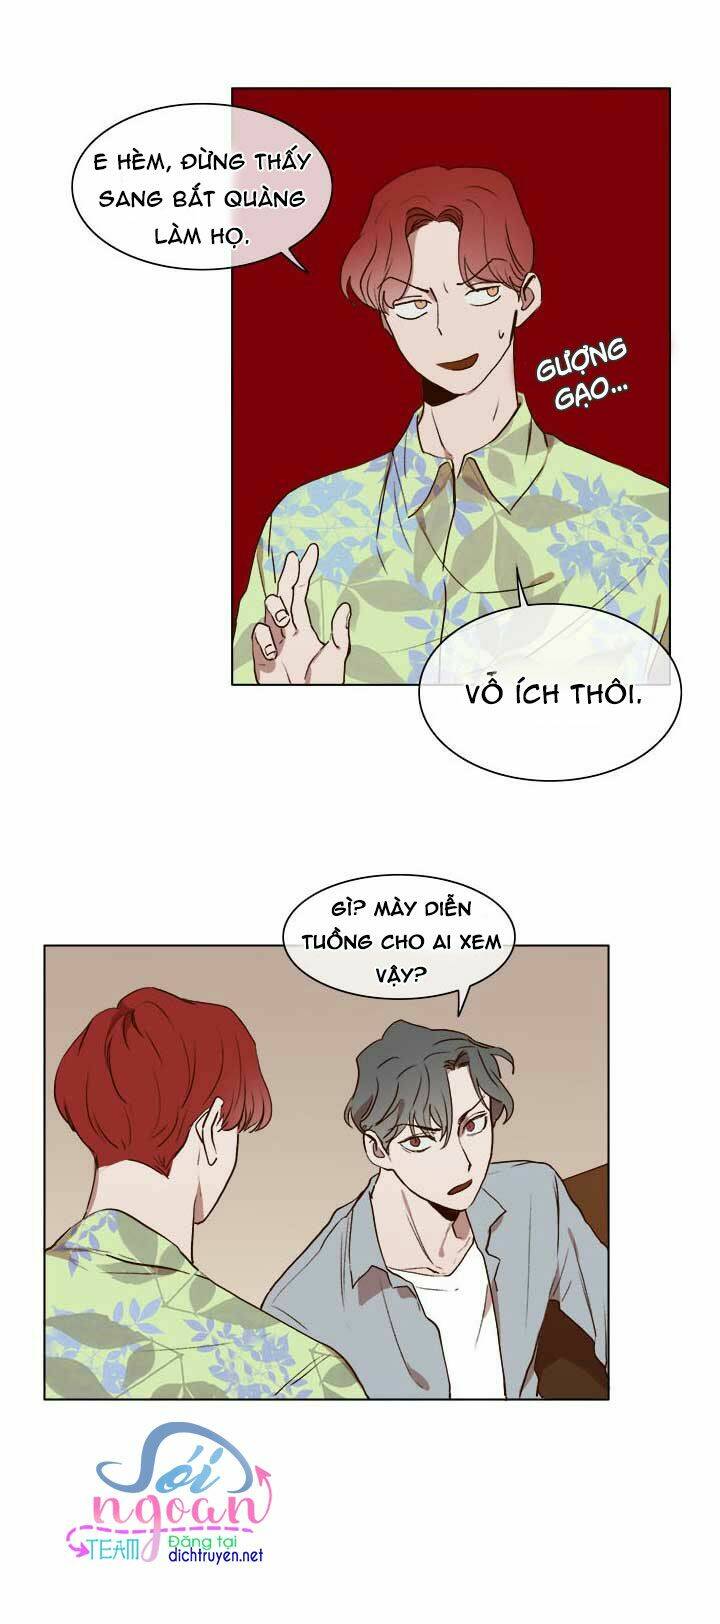 E HÈM, ĐỪNG THẤY
SANG BẮT QUÀNG
LÀM HỌ.
GƯỢNG
GẠO...
VÔ ÍCH THÔI.
GÌ? MÀY DIỄN
TUỒNG CHO AI XEM
VẬY?
Sói
ngoan
TEAM
Đăng tại
dichtruyen.net